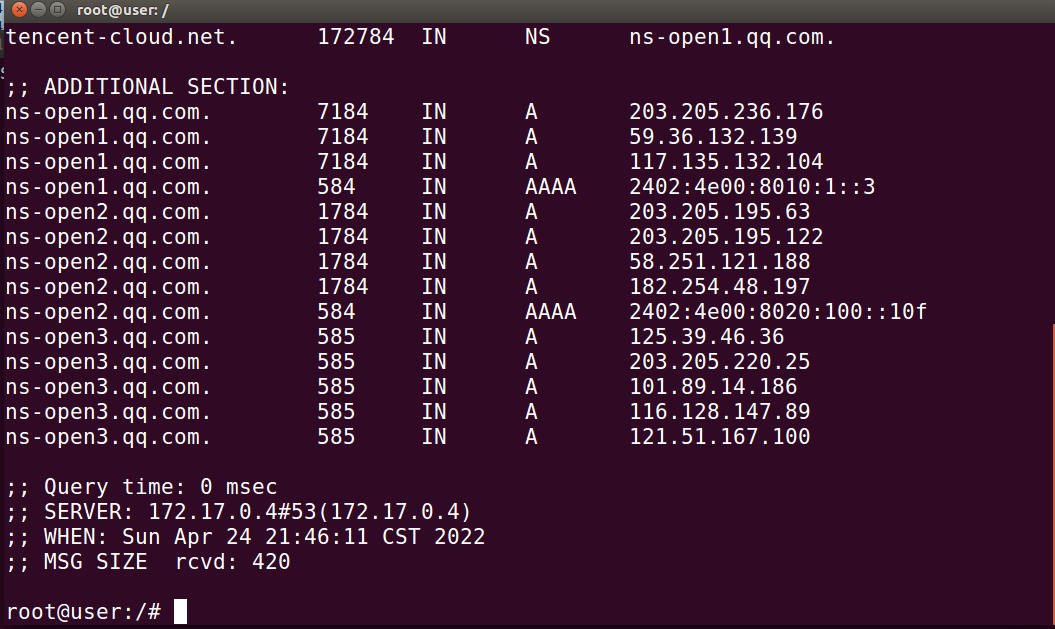 root@user: /
tencent-cloud.net. 172784 IN NS ns-open1.qq.com.
;; ADDITIONAL SECTION:
ns-open1.qq.com. 7184 IN A 203.205.236.176
ns-open1.qq.com. 7184 IN A 59.36.132.139
ns-open1.qq.com. 7184 IN A 117.135.132.104
ns-open1.qq.com. 584 IN AAAA 2402:4e00:8010:1::3
ns-open2.qq.com. 1784 IN A 203.205.195.63
ns-open2.qq.com. 1784 IN A 203.205.195.122
ns-open2.qq.com. 1784 IN A 58.251.121.188
ns-open2.qq.com. 1784 IN A 182.254.48.197
ns-open2.qq.com. 584 IN AAAA 2402:4e00:8020:100::10f
ns-open3.qq.com. 585 IN A 125.39.46.36
ns-open3.qq.com. 585 IN A 203.205.220.25
ns-open3.qq.com. 585 IN A 101.89.14.186
ns-open3.qq.com. 585 IN A 116.128.147.89
ns-open3.qq.com. 585 IN A 121.51.167.100
;; Query time: 0 msec
;; SERVER: 172.17.0.4#53(172.17.0.4)
;; WHEN: Sun Apr 24 21:46:11 CST 2022
;; MSG SIZE  rcvd: 420
root@user:/#